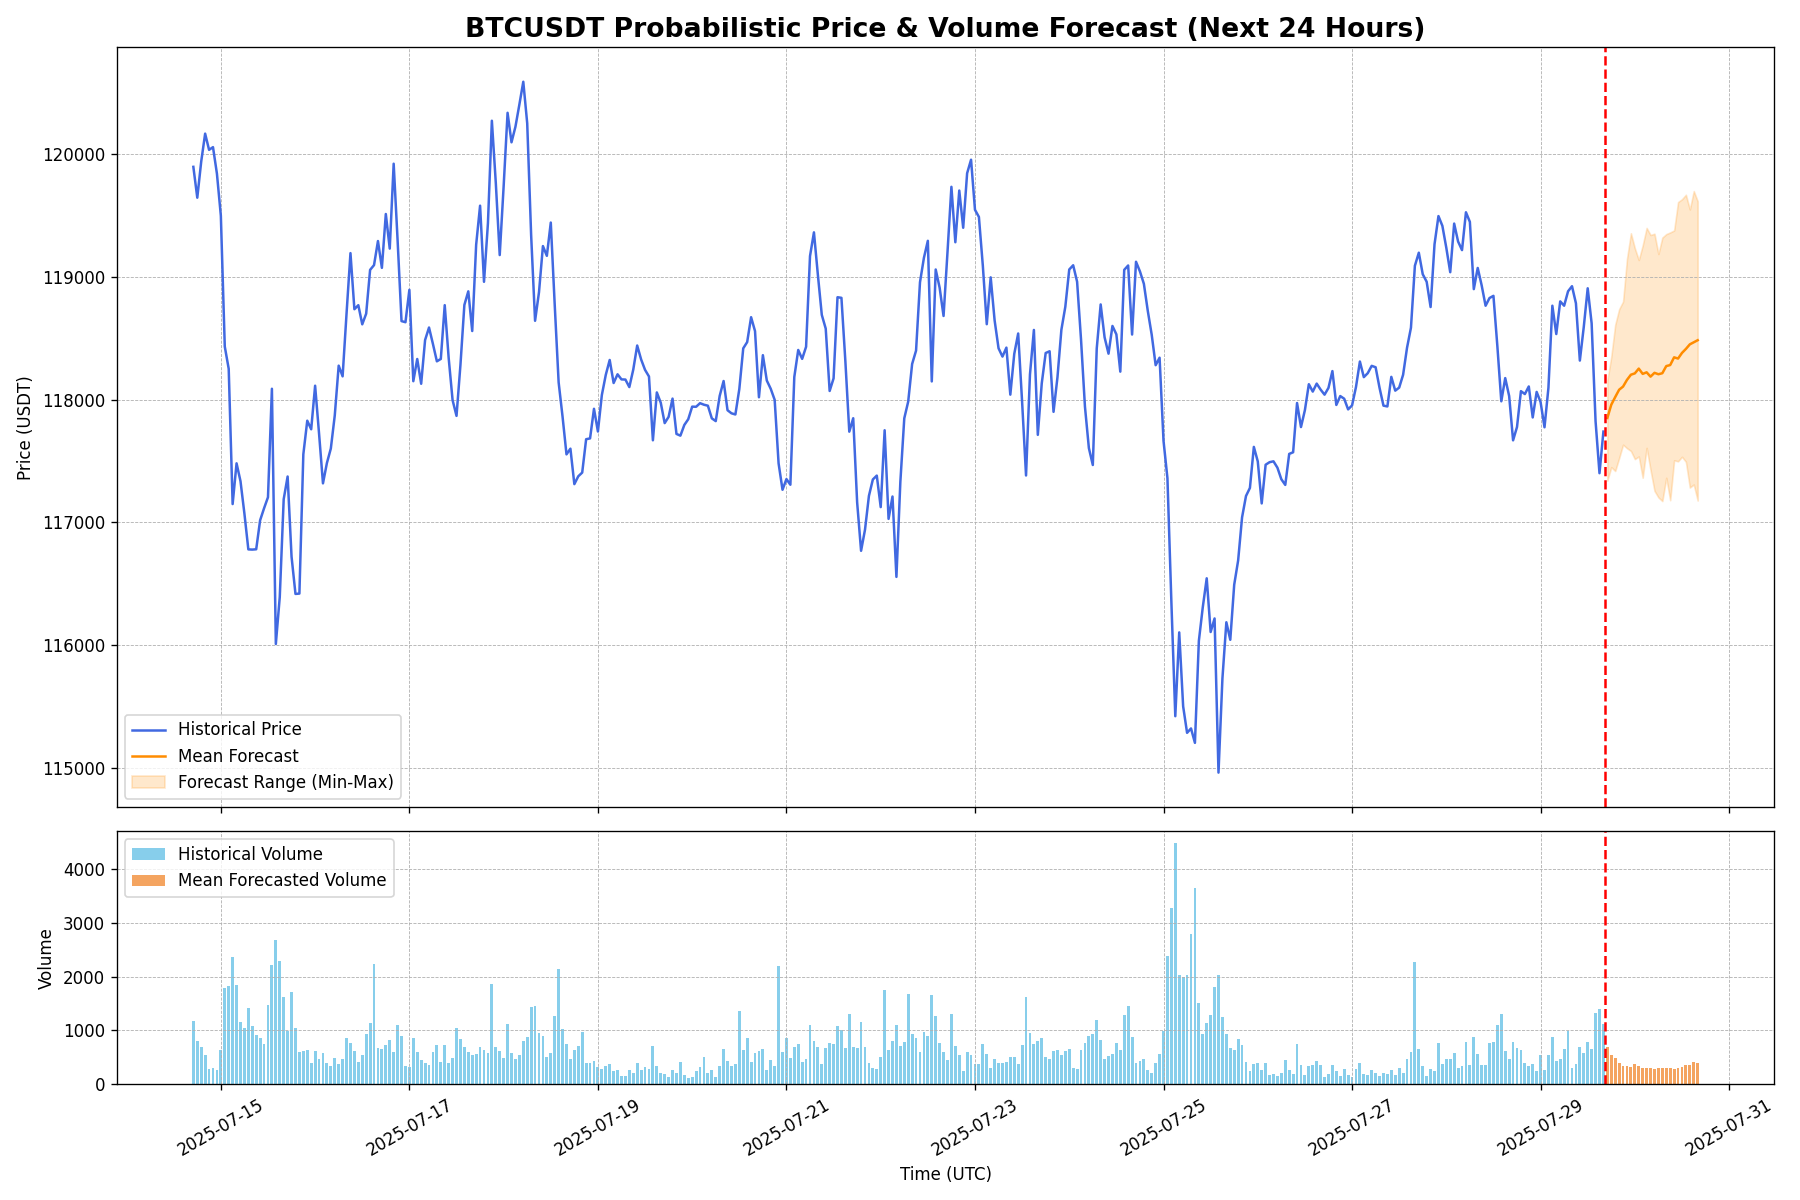 BTCUSDT Probabilistic Price & Volume Forecast (Next 24 Hours)
Price (USDT)
120000
119000
118000
117000
116000
115000
Historical Price
Mean Forecast
Forecast Range (Min-Max)
Volume
4000
3000
2000
1000
0
Historical Volume
Mean Forecasted Volume
2025-07-15
2025-07-17
2025-07-19
2025-07-21
2025-07-23
2025-07-25
2025-07-27
2025-07-29
2025-07-31
Time (UTC)